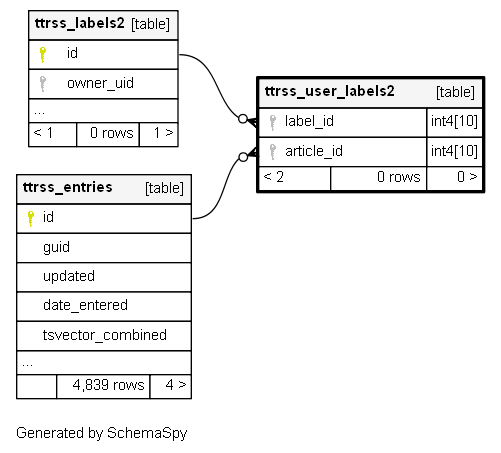 ttrss_labels2 [table]
id
owner_uid
...
< 1 0 rows 1 >
ttrss_user_labels2 [table]
label_id int4[10]
article_id int4[10]
< 2 0 rows 0 >
ttrss_entries [table]
id
guid
updated
date_entered
tsvector_combined
...
4,839 rows 4 >
Generated by SchemaSpy